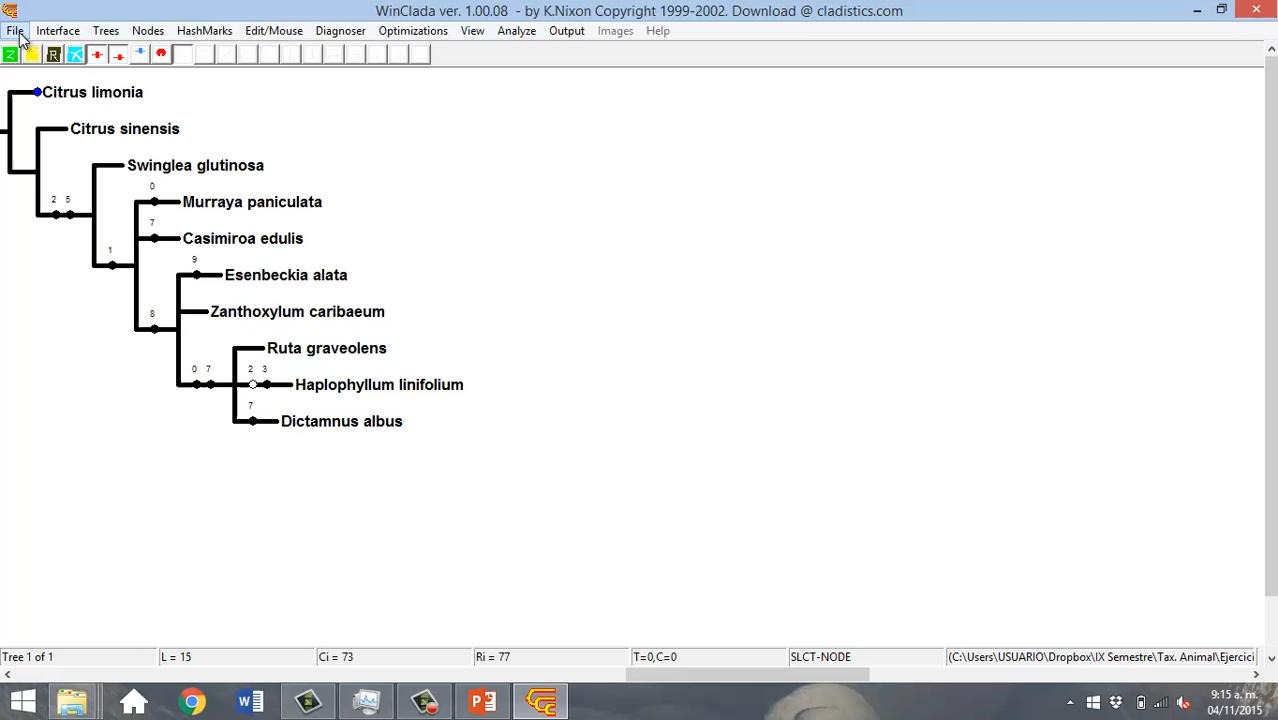 WinClada ver. 1.00.08 - by K.Nixon Copyright 1999-2002. Download @ cladistics.com
File Interface Trees Nodes HashMarks Edit/Mouse Diagnoser Optimizations View Analyze Output Images Help
Z R
Citrus limonia
Citrus sinensis
Swinglea glutinosa
2 5
0
Murraya paniculata
7
Casimiroa edulis
1
9
Esenbeckia alata
8
Zanthoxylum caribaeum
Ruta graveolens
0 7 2 3
Haplophyllum linifolium
7
Dictamnus albus
Tree 1 of 1 L = 15 Ci = 73 Ri = 77 T=0,C=0 SLCT-NODE (C:\Users\USUARIO\Dropbox\IX Semestre\Tax. Animal\Ejercici
9:15 a. m.
04/11/2015